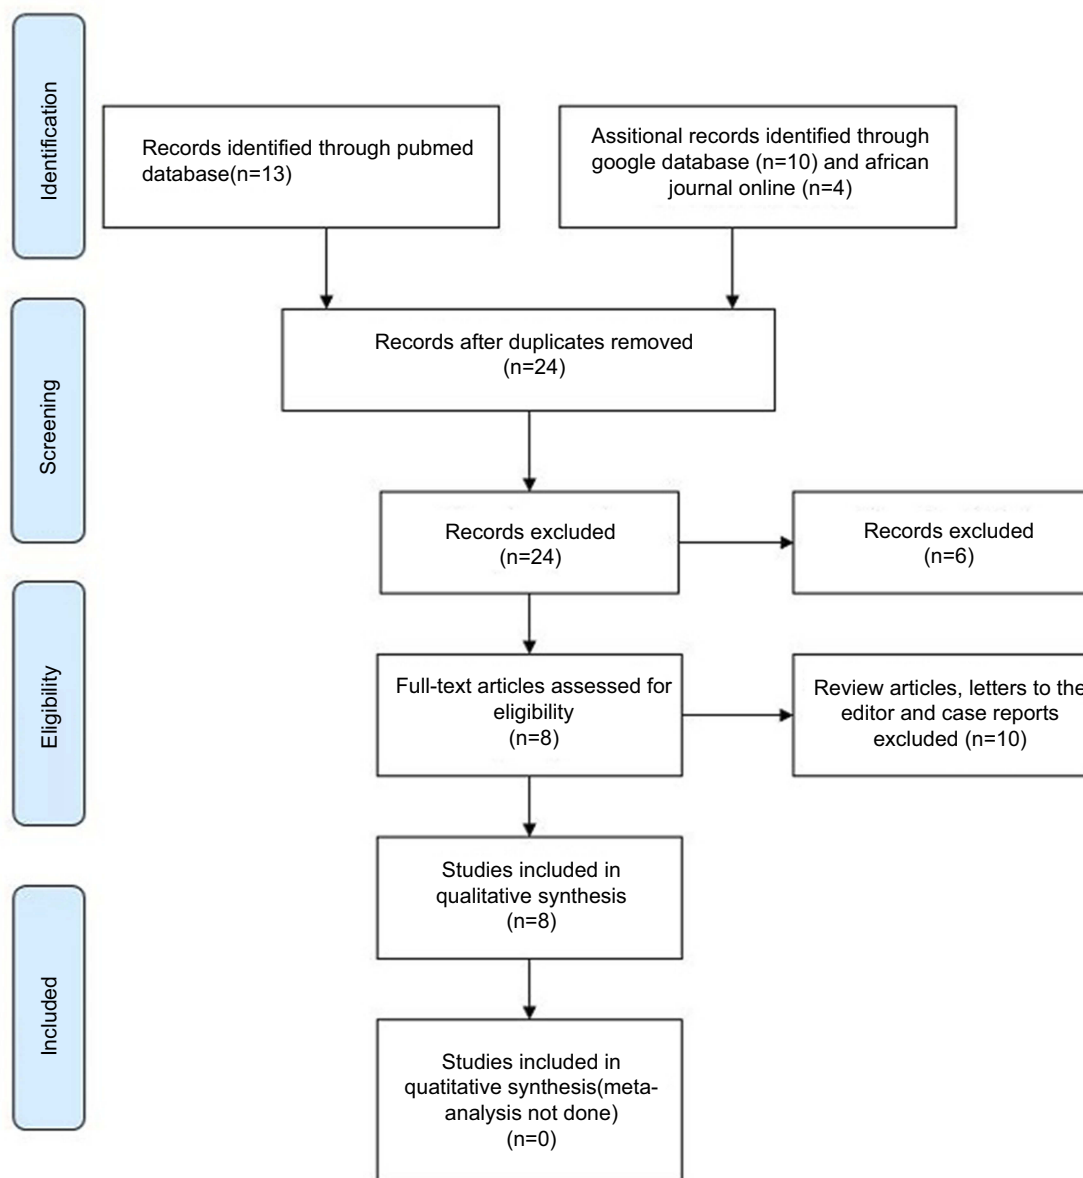 Identification
Records identified through pubmed
database(n=13)
Assitional records identified through
google database (n=10) and african
journal online (n=4)
Screening
Records after duplicates removed
(n=24)
Records excluded
(n=24)
Records excluded
(n=6)
Eligibility
Full-text articles assessed for
eligibility
(n=8)
Review articles, letters to the
editor and case reports
excluded (n=10)
Included
Studies included in
qualitative synthesis
(n=8)
Studies included in
quatitative synthesis(meta-
analysis not done)
(n=0)